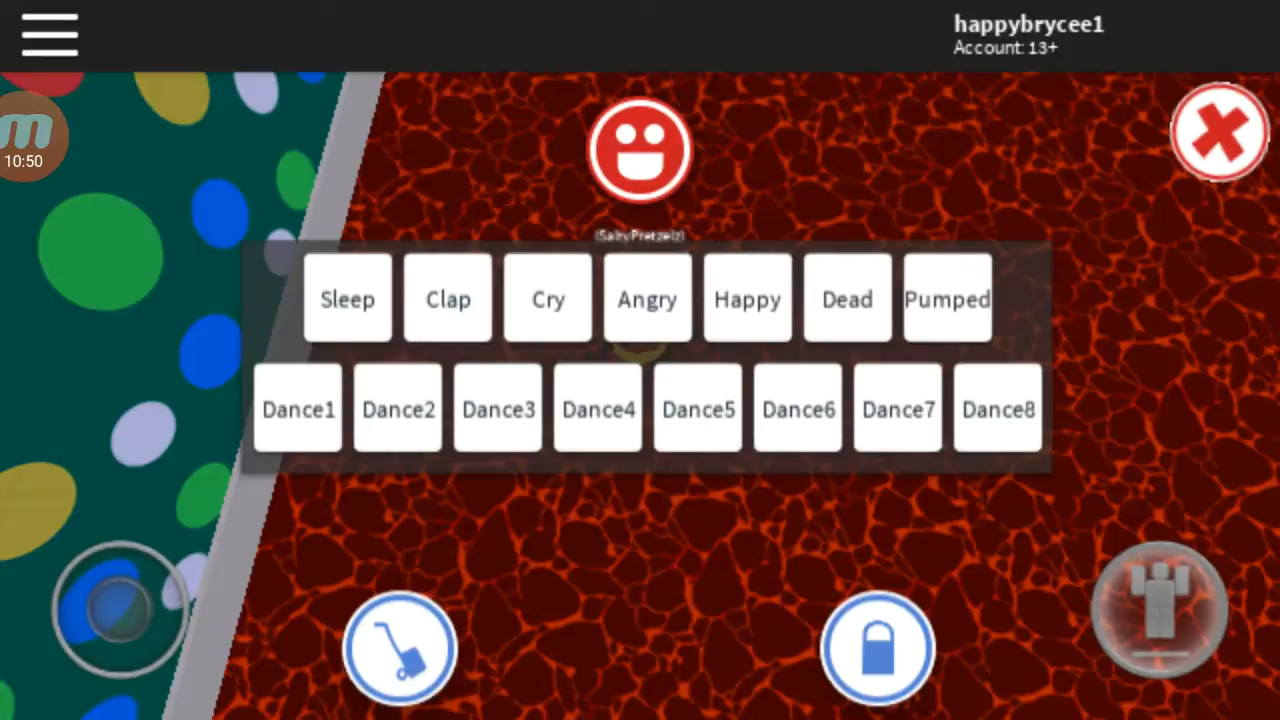 happybrycee1
Account: 13+
m
10:50
(SaltyPretzelz)
Sleep Clap Cry Angry Happy Dead Pumped
Dance1 Dance2 Dance3 Dance4 Dance5 Dance6 Dance7 Dance8